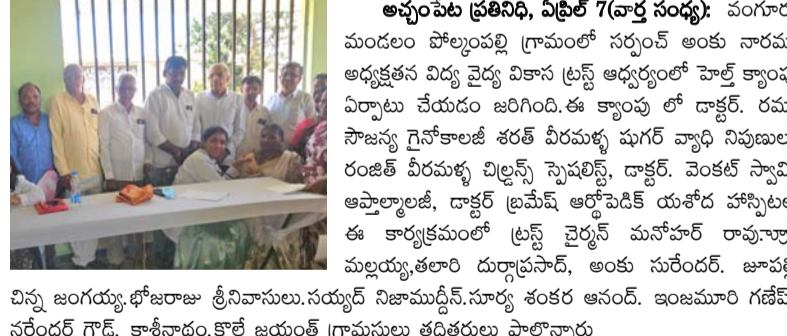 అచ్చంపేట ప్రతినిధి, ఏప్రిల్ 7(వార్త సంధ్య): వంగూర
మండలం పోల్కంపల్లి గ్రామంలో సర్పంచ్ అంకు నారమ
అధ్యక్షతన విద్య వైద్య వికాస ట్రస్ట్ ఆధ్వర్యంలో హెల్త్ క్యాంపు
ఏర్పాటు చేయడం జరిగింది.ఈ క్యాంపు లో డాక్టర్. రమ
సౌజన్య గైనోకాలజీ శరత్ వీరమళ్ళ షుగర్ వ్యాధి నిపుణుల
రంజిత్ వీరమళ్ళ చిల్డ్రన్స్ స్పెషలిస్ట్, డాక్టర్. వెంకట్ స్వామి
ఆప్తాల్మాలజీ, డాక్టర్ బ్రమేష్ ఆర్థోపెడిక్ యశోద హాస్పిటల
ఈ కార్యక్రమంలో ట్రస్ట్ చైర్మన్ మనోహర్
మల్లయ్య,తలారి దుర్గాప్రసాద్, అంకు సురేందర్. జూపల్లి
చిన్న జంగయ్య.భోజరాజు శ్రీనివాసులు.సయ్యద్ నిజాముద్దీన్.సూర్య శంకర ఆనంద్. ఇంజమూరి గణేష్
నరేందర్ గౌడ్. కాశీనాథం.కొల్లే జయంత్ గ్రామస్తులు తదితరులు పాల్గొన్నారు